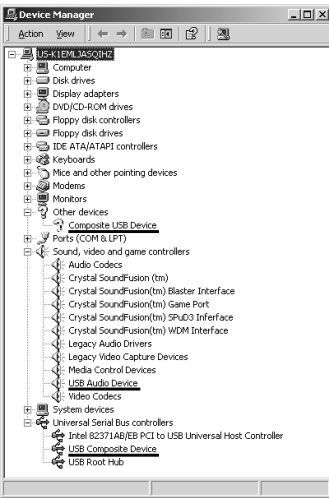 Device Manager
Action View
US-K1EMLJASQIHZ
Computer
Disk drives
Display adapters
DVD/CD-ROM drives
Floppy disk controllers
Floppy disk drives
IDE ATA/ATAPI controllers
Keyboards
Mice and other pointing devices
Modems
Monitors
Other devices
Composite USB Device
Ports (COM & LPT)
Sound, video and game controllers
Audio Codecs
Crystal SoundFusion (tm)
Crystal SoundFusion(tm) Blaster Interface
Crystal SoundFusion(tm) Game Port
Crystal SoundFusion(tm) SPuD3 Inferface
Crystal SoundFusion(tm) WDM Interface
Legacy Audio Drivers
Legacy Video Capture Devices
Media Control Devices
USB Audio Device
Video Codecs
System devices
Universal Serial Bus controllers
Intel 82371AB/EB PCI to USB Universal Host Controller
USB Composite Device
USB Root Hub